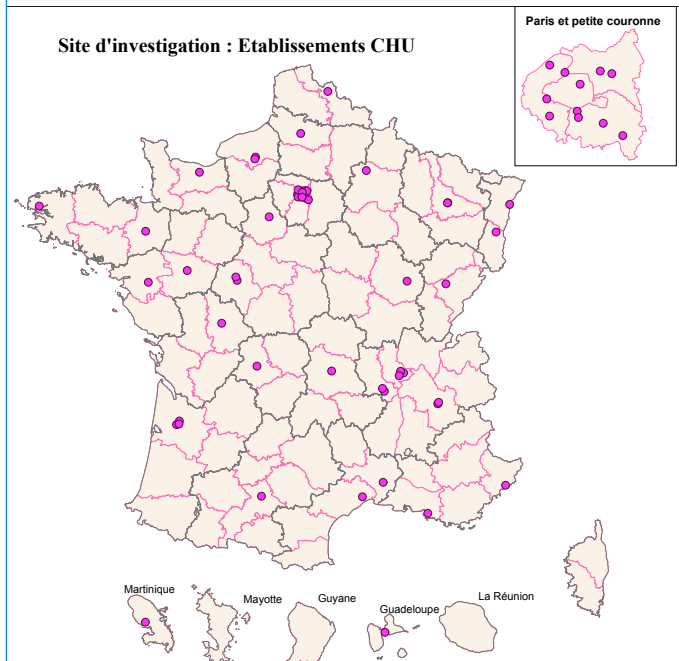 Paris et petite couronne
Site d'investigation : Etablissements CHU
Martinique
Mayotte
Guyane
Guadeloupe
La Réunion